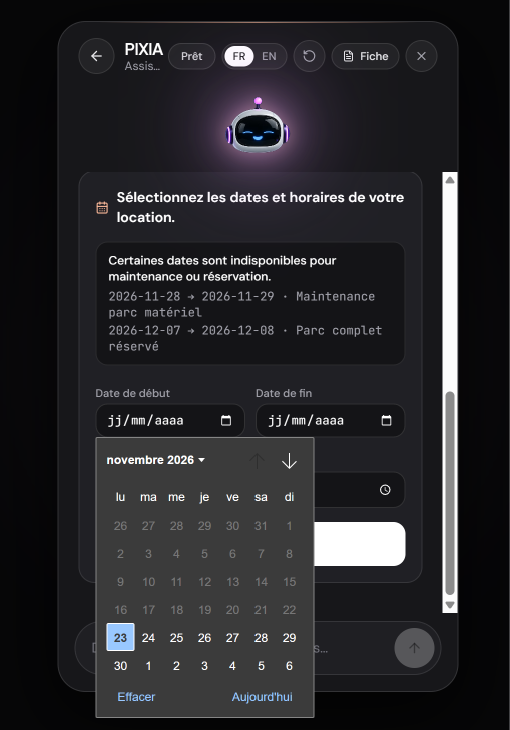 PIXIA
Assis...
Prêt
FR
EN
Fiche
Sélectionnez les dates et horaires de votre
location.
Certaines dates sont indisponibles pour
maintenance ou réservation.
2026-11-28 → 2026-11-29 · Maintenance
parc matériel
2026-12-07 → 2026-12-08 · Parc complet
réservé
Date de début
Date de fin
jj/mm/aaaa
jj/mm/aaaa
novembre 2026
lu ma me je ve sa di
26 27 28 29 30 31 1
2 3 4 5 6 7 8
9 10 11 12 13 14 15
16 17 18 19 20 21 22
23 24 25 26 27 28 29
30 1 2 3 4 5 6
Effacer
Aujourd'hui